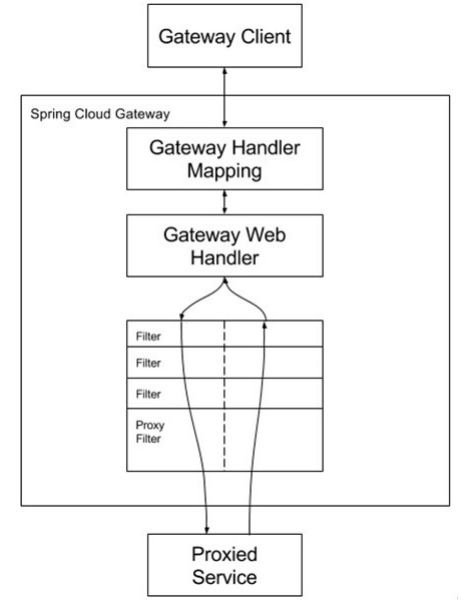 Gateway Client
Spring Cloud Gateway
Gateway Handler
Mapping
Gateway Web
Handler
Filter
Filter
Filter
Proxy
Filter
Proxied
Service